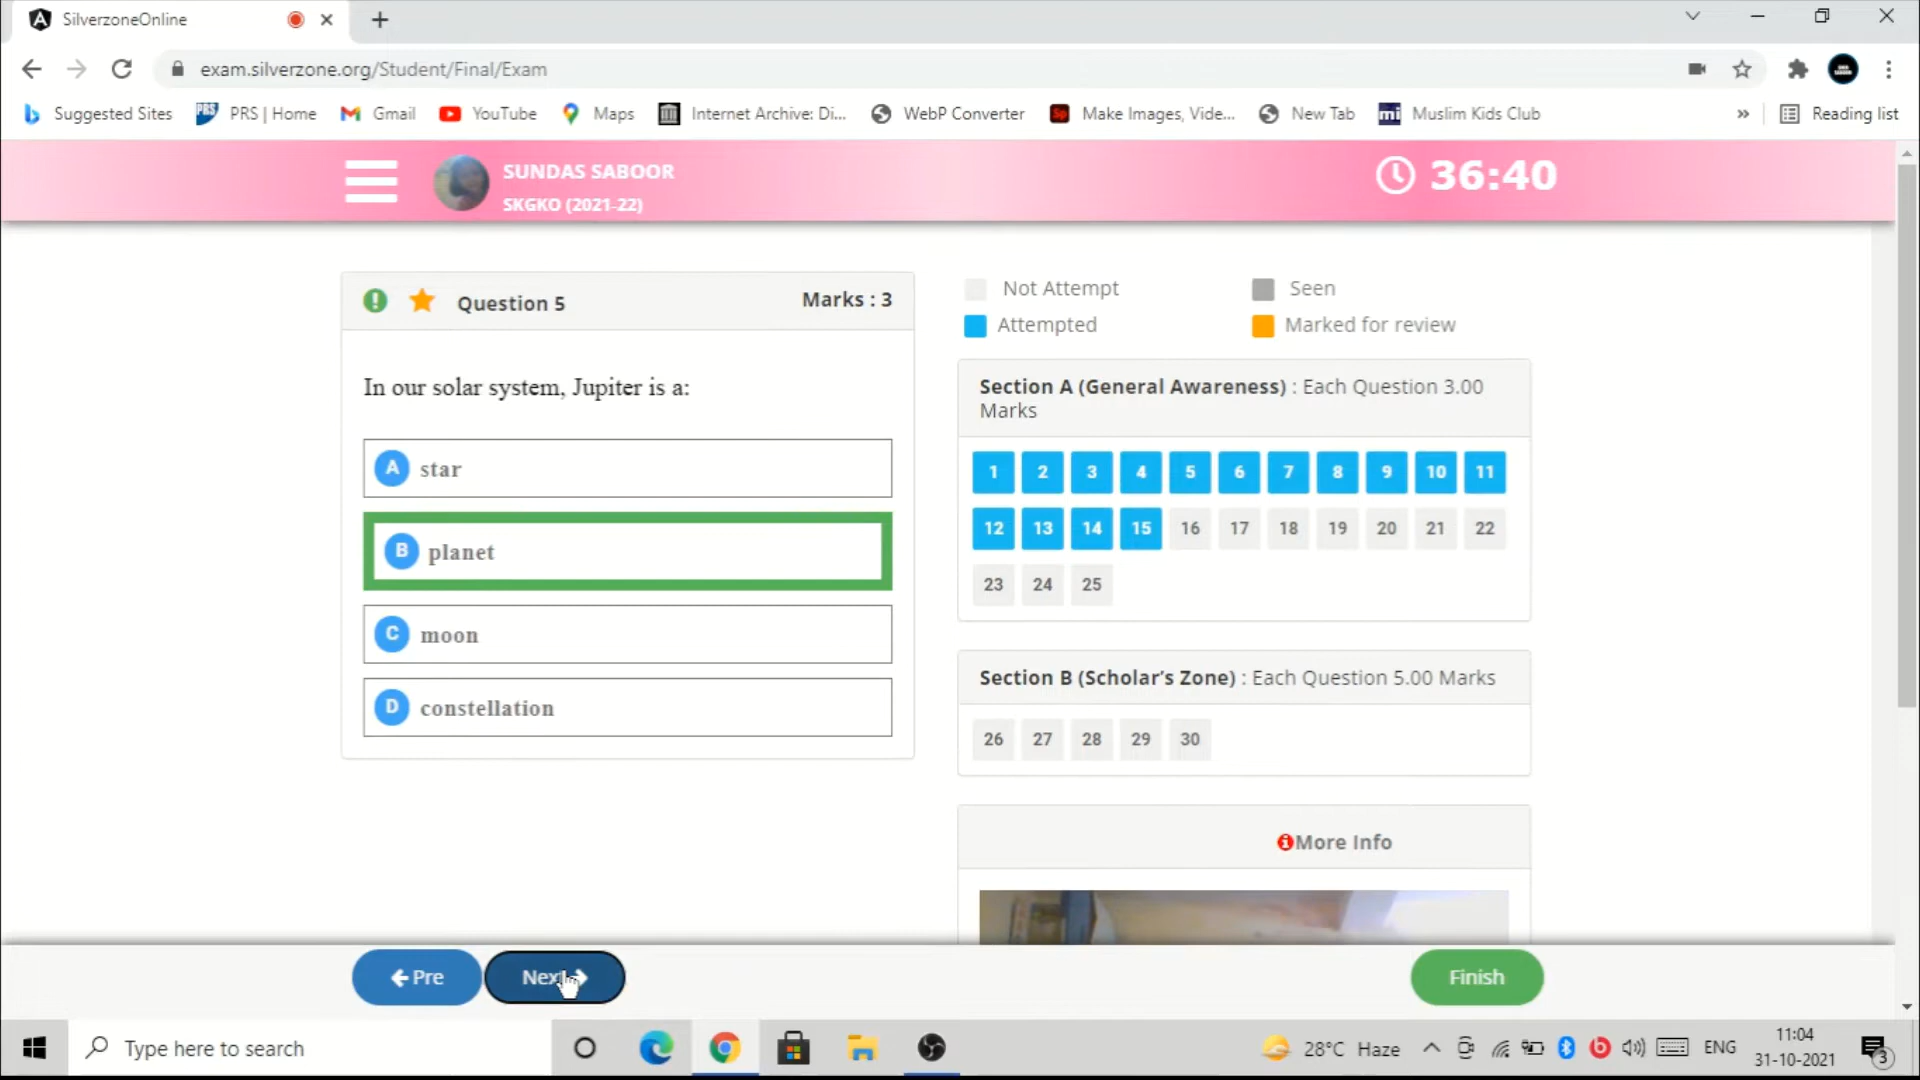 SilverzoneOnline
exam.silverzone.org/Student/Final/Exam
Suggested Sites
PRS | Home
Gmail
YouTube
Maps
Internet Archive: Di...
WebP Converter
Sp
Make Images, Vide...
New Tab
mi
Muslim Kids Club
»
Reading list
SUNDAS SABOOR
SKGKO (2021-22)
36:40
Question 5
Marks : 3
In our solar system, Jupiter is a:
A star
B planet
C moon
D constellation
Not Attempt
Seen
Attempted
Marked for review
Section A (General Awareness) : Each Question 3.00
Marks
1 2 3 4 5 6 7 8 9 10 11
12 13 14 15 16 17 18 19 20 21 22
23 24 25
Section B (Scholar's Zone) : Each Question 5.00 Marks
26 27 28 29 30
More Info
Pre
Finish
Type here to search
28°C Haze
ENG
11:04
31-10-2021
3